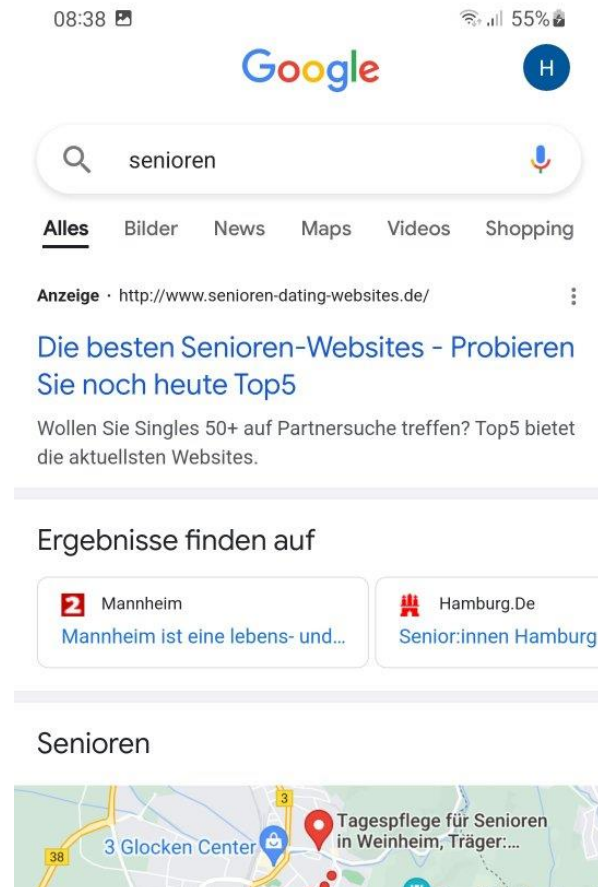 08:38 55%
Google
H
senioren
Alles Bilder News Maps Videos Shopping
Anzeige · http://www.senioren-dating-websites.de/
Die besten Senioren-Websites - Probieren
Sie noch heute Top5
Wollen Sie Singles 50+ auf Partnersuche treffen? Top5 bietet
die aktuellsten Websites.
Ergebnisse finden auf
2 Mannheim
Mannheim ist eine lebens- und...
Hamburg.De
Senior:innen Hamburg
Senioren
3
38
3 Glocken Center
Tagespflege für Senioren
in Weinheim, Träger:...